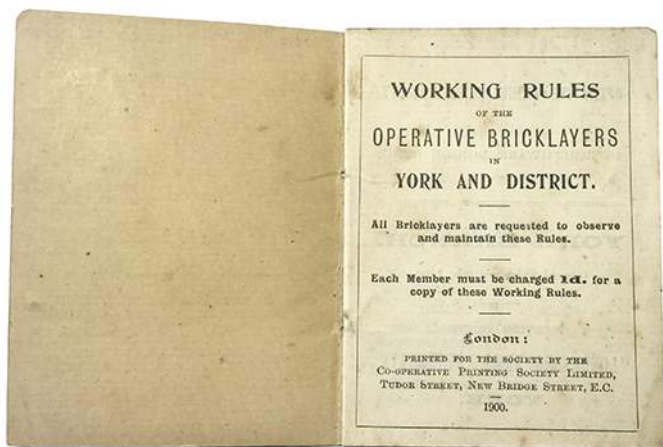 WORKING RULES
OF THE
OPERATIVE BRICKLAYERS
IN
YORK AND DISTRICT.
All Bricklayers are requested to observe
and maintain these Rules.
Each Member must be charged 1d. for a
copy of these Working Rules.
London:
PRINTED FOR THE SOCIETY BY THE
CO-OPERATIVE PRINTING SOCIETY LIMITED,
TUDOR STREET, NEW BRIDGE STREET, E.C.
1900.